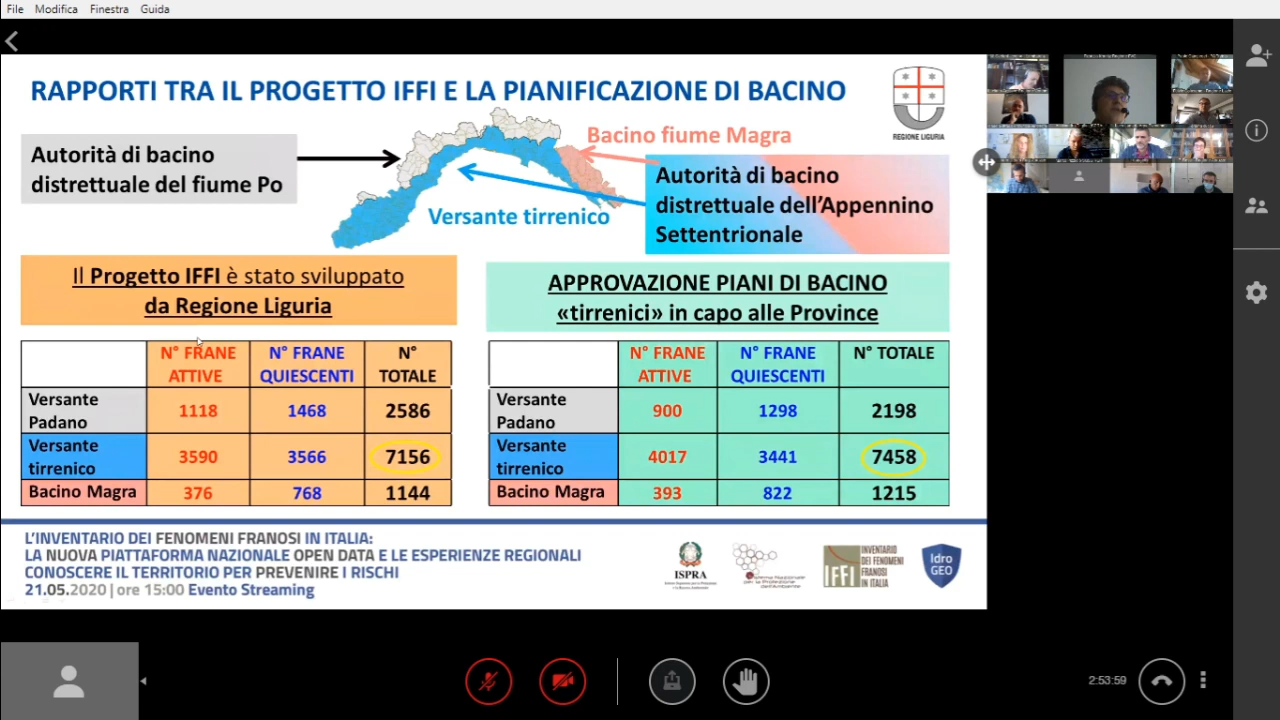 File Modifica Finestra Guida
RAPPORTI TRA IL PROGETTO IFFI E LA PIANIFICAZIONE DI BACINO
REGIONE LIGURIA
Bacino fiume Magra
Autorità di bacino
distrettuale del fiume Po
Autorità di bacino
distrettuale dell'Appennino
Settentrionale
Versante tirrenico
Il Progetto IFFI è stato sviluppato
da Regione Liguria
APPROVAZIONE PIANI DI BACINO
«tirrenici» in capo alle Province
N° FRANE ATTIVE N° FRANE QUIESCENTI N° TOTALE
Versante Padano 1118 1468 2586
Versante tirrenico 3590 3566 7156
Bacino Magra 376 768 1144
N° FRANE ATTIVE N° FRANE QUIESCENTI N° TOTALE
Versante Padano 900 1298 2198
Versante tirrenico 4017 3441 7458
Bacino Magra 393 822 1215
L'INVENTARIO DEI FENOMENI FRANOSI IN ITALIA:
LA NUOVA PIATTAFORMA NAZIONALE OPEN DATA E LE ESPERIENZE REGIONALI
CONOSCERE IL TERRITORIO PER PREVENIRE I RISCHI
21.05.2020 | ore 15:00 Evento Streaming
ISPRA
IFFI
INVENTARIO
DEI FENOMENI
FRANOSI
IN ITALIA
Idro
GEO
2:53:59